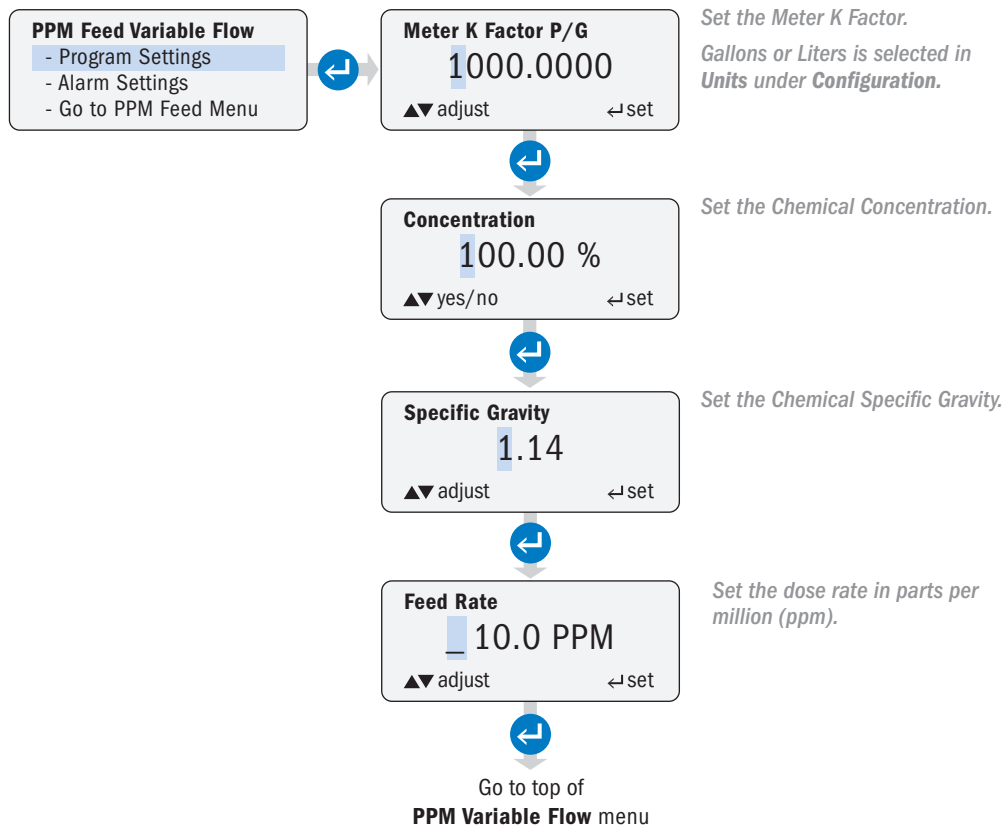 PPM Feed Variable Flow
- Program Settings
- Alarm Settings
- Go to PPM Feed Menu
Meter K Factor P/G
1000.0000
▲▼ adjust ↵ set
Set the Meter K Factor.
Gallons or Liters is selected in
Units under Configuration.
Concentration
100.00 %
▲▼ yes/no ↵ set
Set the Chemical Concentration.
Specific Gravity
1.14
▲▼ adjust ↵ set
Set the Chemical Specific Gravity.
Feed Rate
_ 10.0 PPM
▲▼ adjust ↵ set
Set the dose rate in parts per
million (ppm).
Go to top of
PPM Variable Flow menu